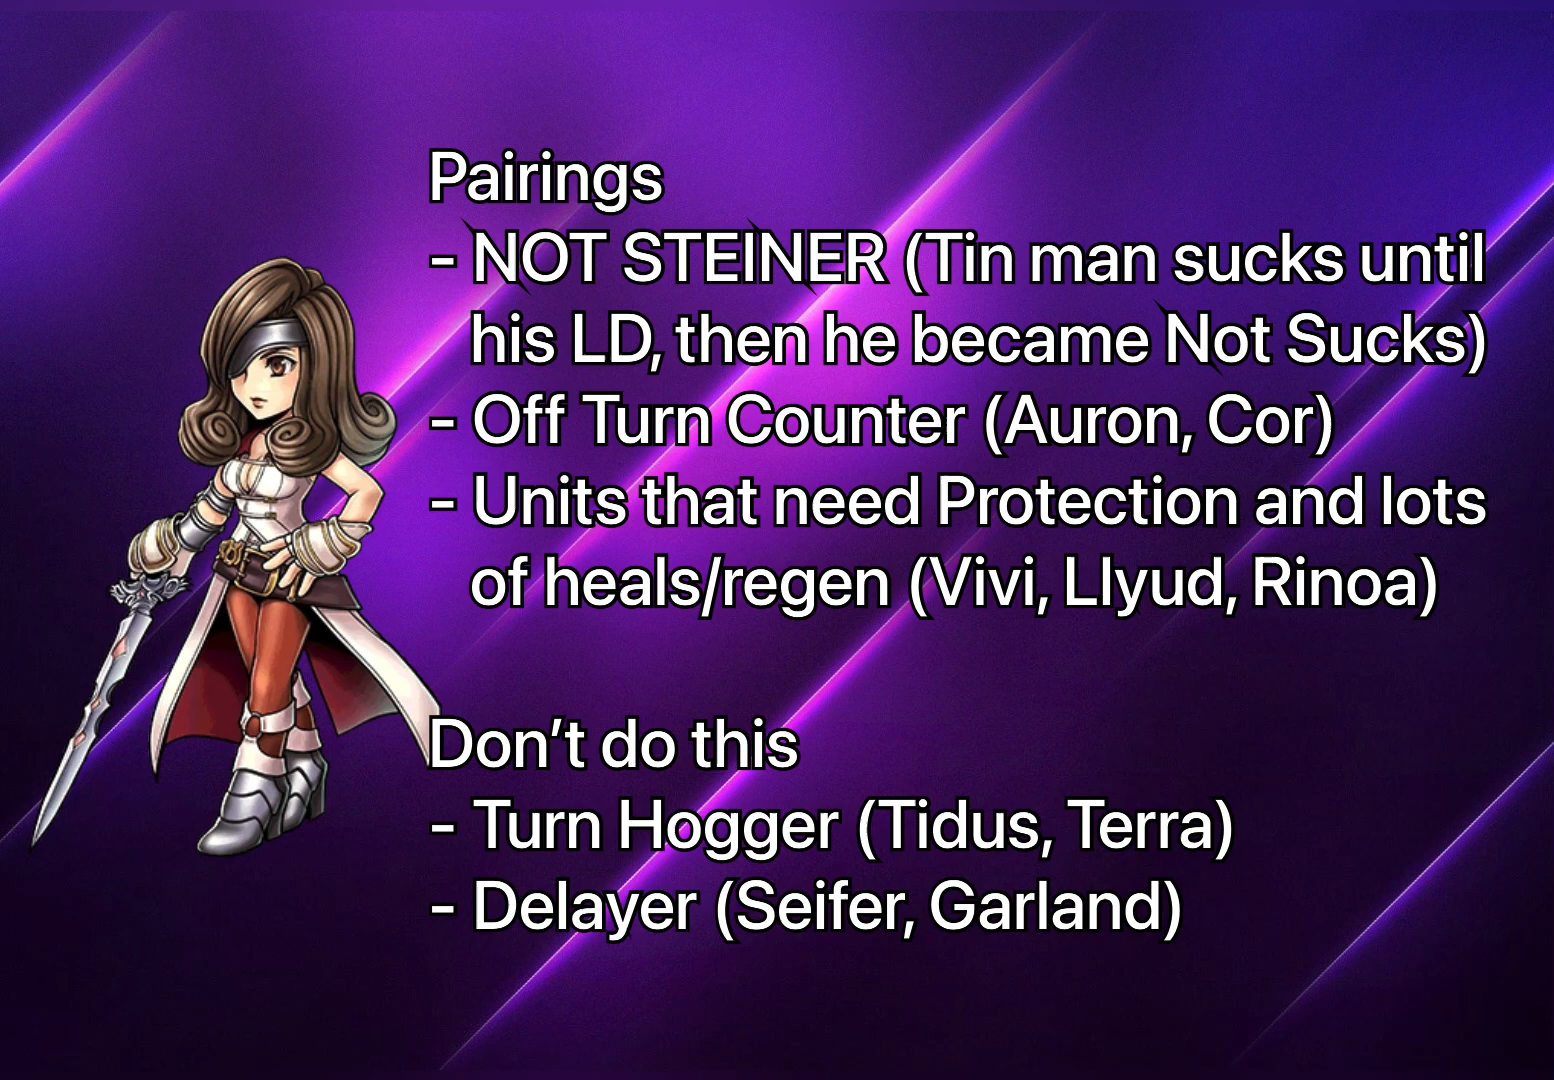 Pairings
- NOT STEINER (Tin man sucks until
his LD, then he became Not Sucks)
- Off Turn Counter (Auron, Cor)
- Units that need Protection and lots
of heals/regen (Vivi, Llyud, Rinoa)
Don’t do this
- Turn Hogger (Tidus, Terra)
- Delayer (Seifer, Garland)